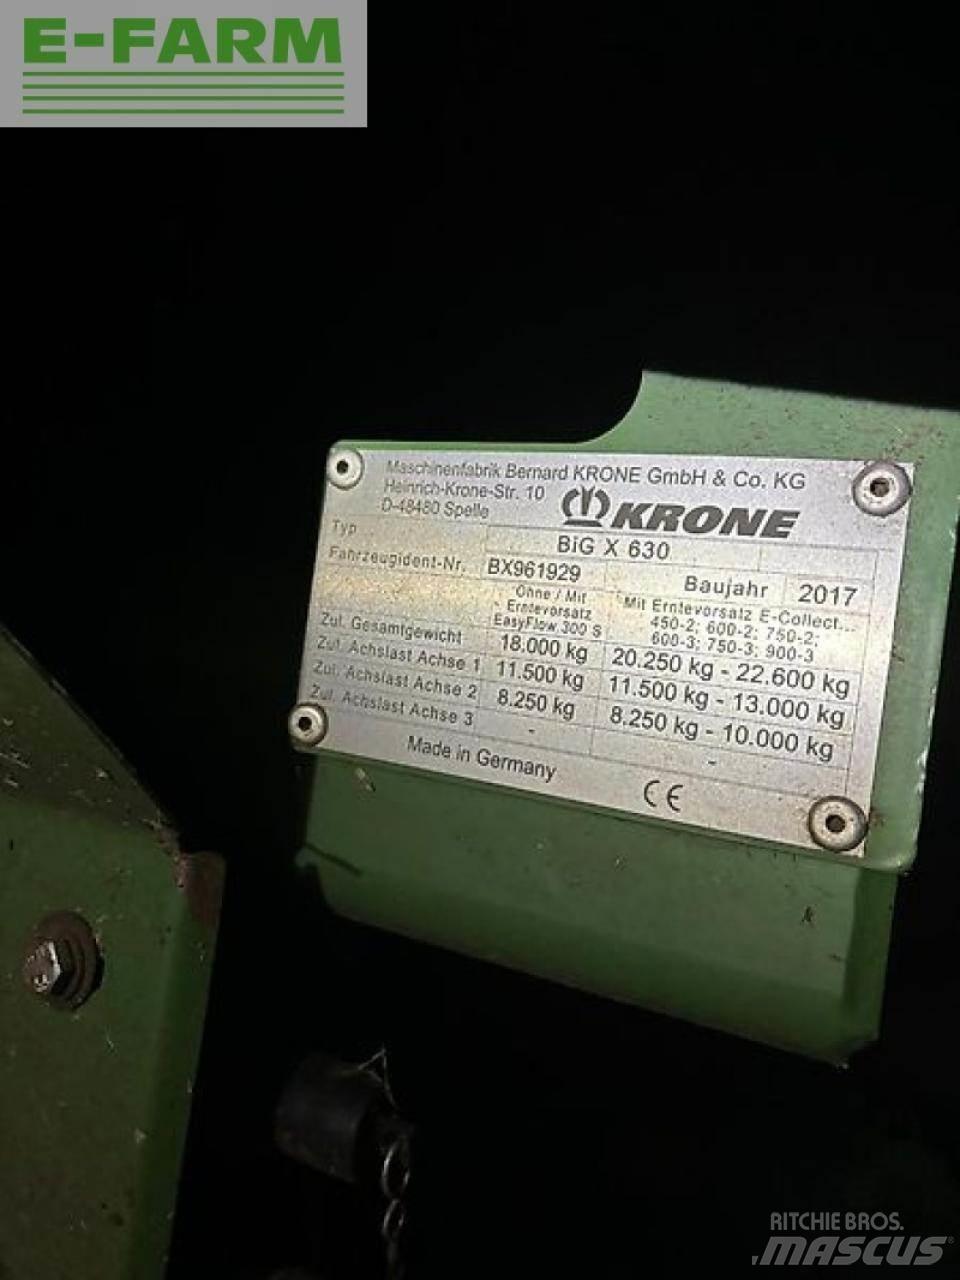 E-FARM
Maschinenfabrik Bernard KRONE GmbH & Co. KG
Heinrich-Krone-Str. 10
D-48480 Spelle
KRONE
Typ BiG X 630
Fahrzeugident-Nr. BX961929 Baujahr 2017
Ohne / Mit Erntevorsatz EasyFlow 300 S
Mit Erntevorsatz E-Collect...
450-2; 600-2; 750-2;
600-3; 750-3; 900-3
Zul. Gesamtgewicht 18.000 kg 20.250 kg - 22.600 kg
Zul. Achslast Achse 1 11.500 kg 11.500 kg - 13.000 kg
Zul. Achslast Achse 2 8.250 kg 8.250 kg - 10.000 kg
Zul. Achslast Achse 3 - -
Made in Germany CE
RITCHIE BROS.
MASCUS